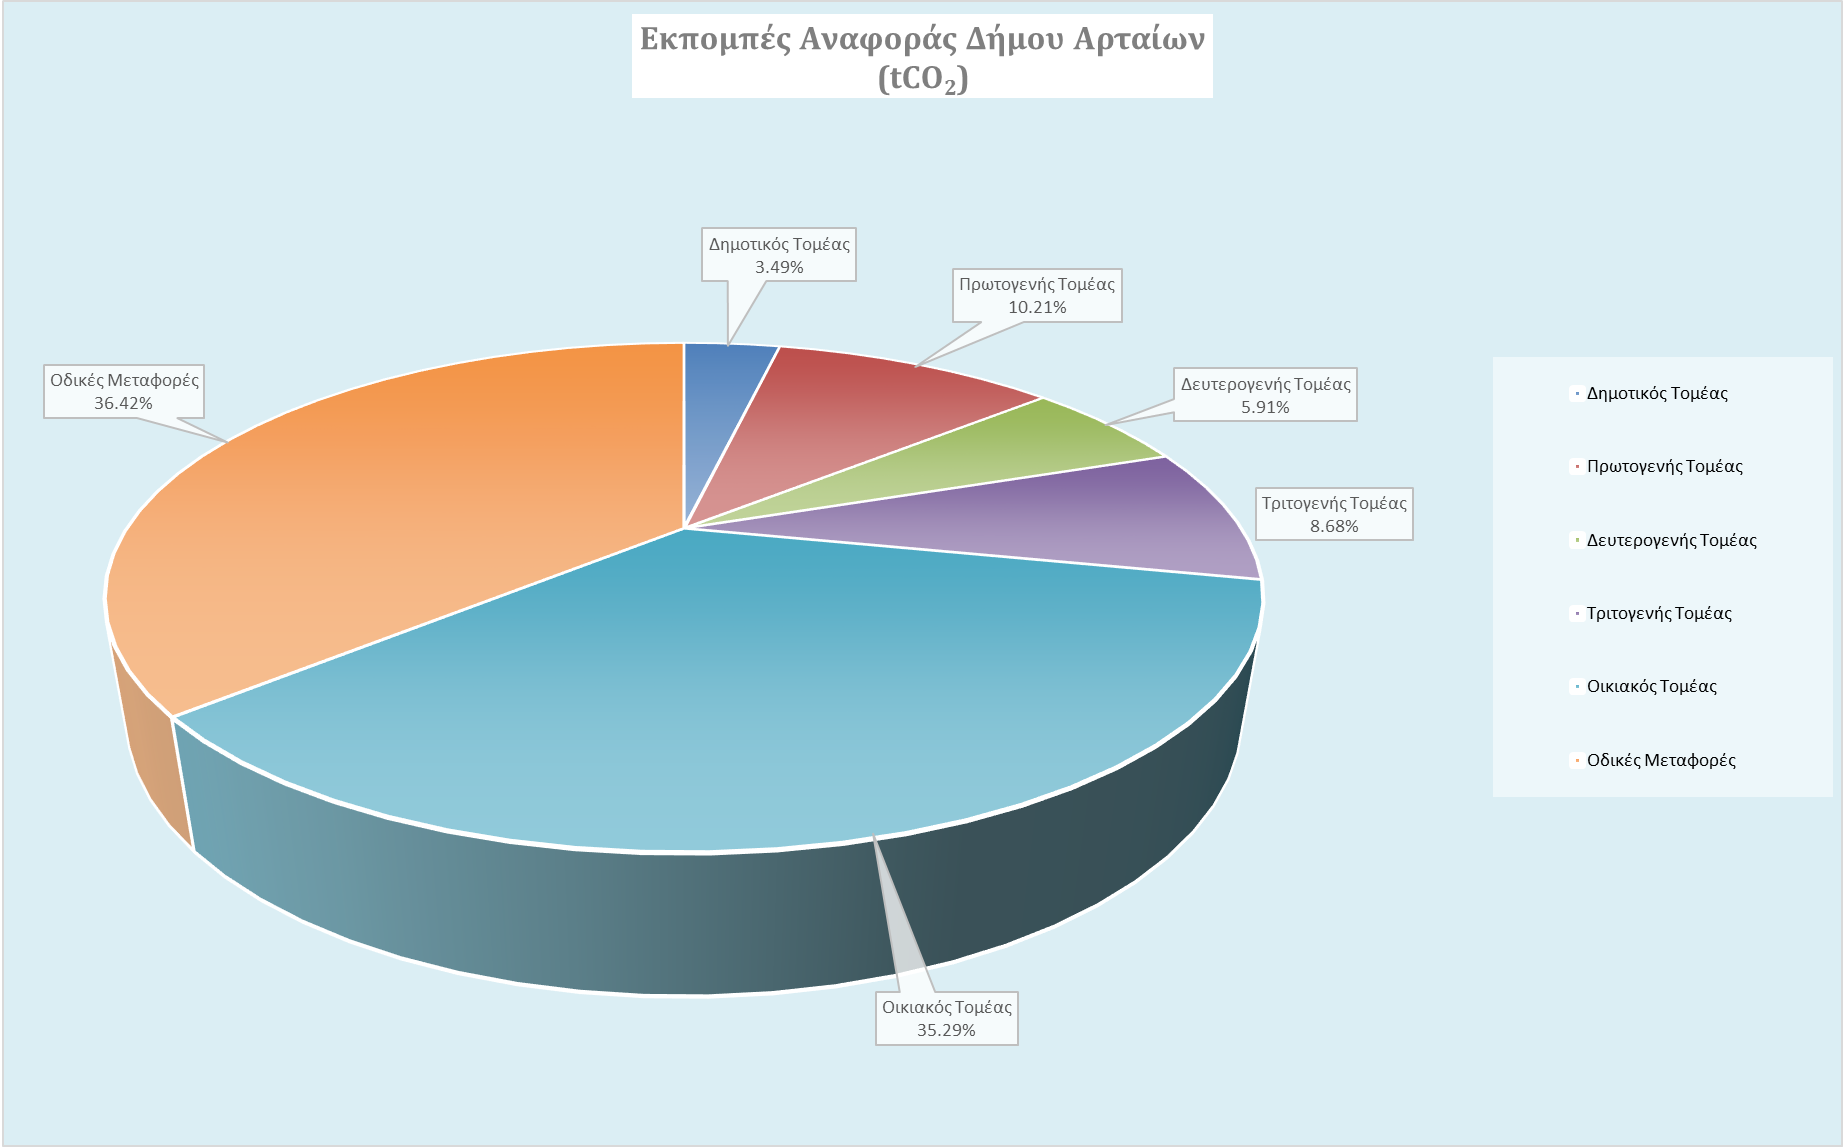 Εκπομπές Αναφοράς Δήμου Αρταίων
(tCO₂)
Δημοτικός Τομέας
3.49%
Πρωτογενής Τομέας
10.21%
Δευτερογενής Τομέας
5.91%
Τριτογενής Τομέας
8.68%
Οικιακός Τομέας
35.29%
Οδικές Μεταφορές
36.42%
Δημοτικός Τομέας
Πρωτογενής Τομέας
Δευτερογενής Τομέας
Τριτογενής Τομέας
Οικιακός Τομέας
Οδικές Μεταφορές